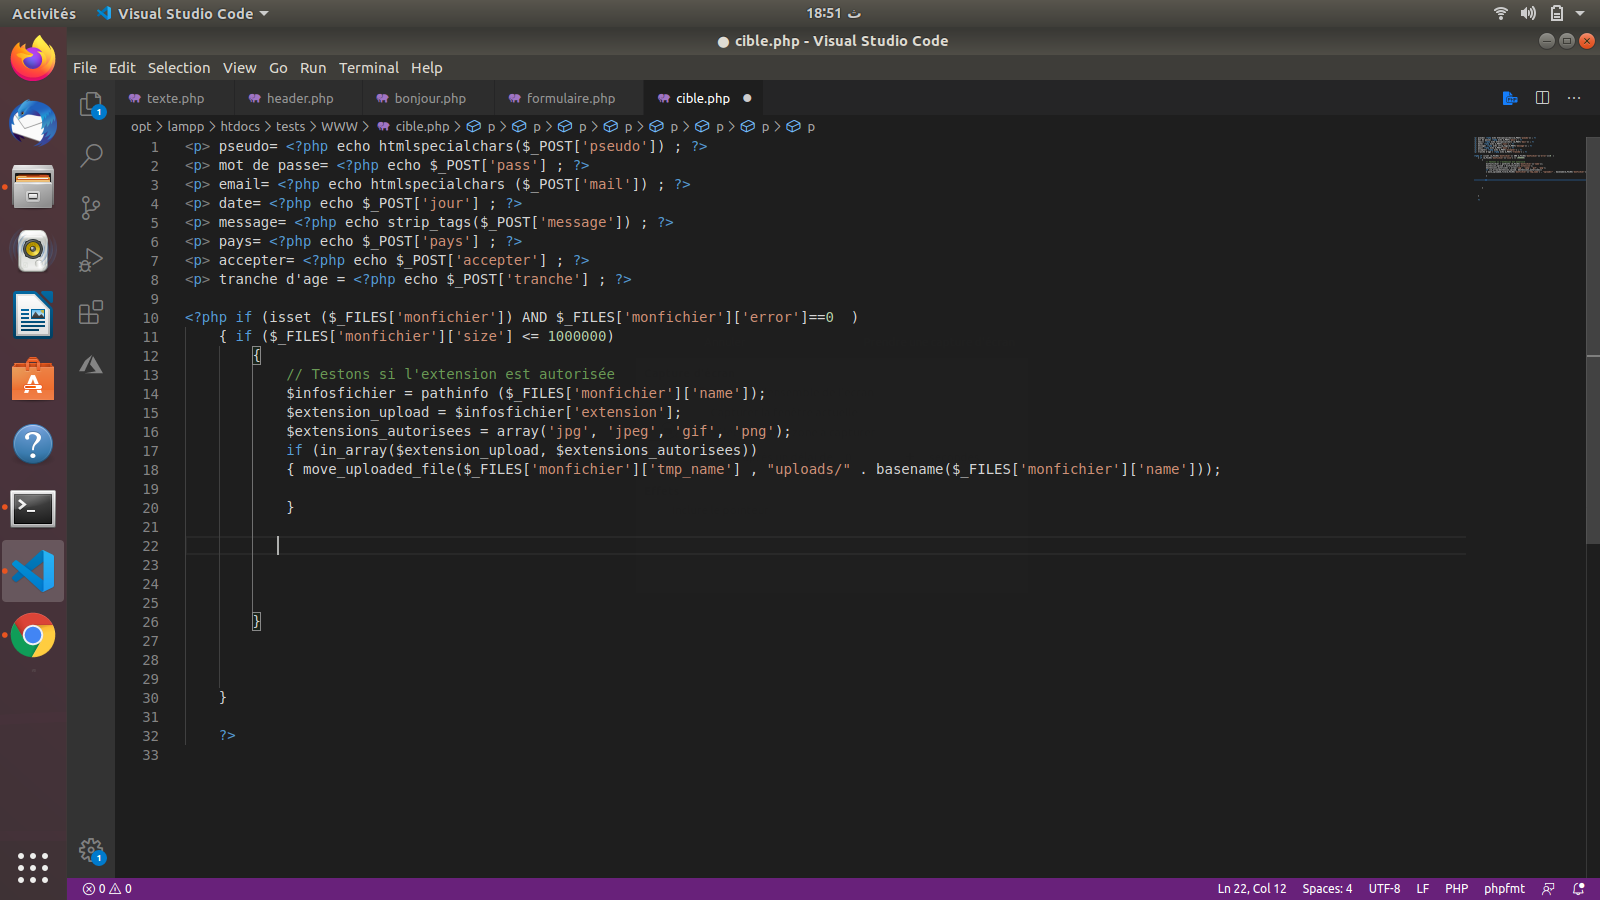 Activités Visual Studio Code 18:51 ث
cible.php - Visual Studio Code
File Edit Selection View Go Run Terminal Help
texte.php header.php bonjour.php formulaire.php cible.php
opt > lampp > htdocs > tests > WWW > cible.php > p > p > p > p > p > p > p > p
1 <p> pseudo= <?php echo htmlspecialchars($_POST['pseudo']) ; ?>
2 <p> mot de passe= <?php echo $_POST['pass'] ; ?>
3 <p> email= <?php echo htmlspecialchars ($_POST['mail']) ; ?>
4 <p> date= <?php echo $_POST['jour'] ; ?>
5 <p> message= <?php echo strip_tags($_POST['message']) ; ?>
6 <p> pays= <?php echo $_POST['pays'] ; ?>
7 <p> accepter= <?php echo $_POST['accepter'] ; ?>
8 <p> tranche d'age = <?php echo $_POST['tranche'] ; ?>
9
10 <?php if (isset ($_FILES['monfichier']) AND $_FILES['monfichier']['error']==0  )
11 { if ($_FILES['monfichier']['size'] <= 1000000)
12 {
13 // Testons si l'extension est autorisée
14 $infosfichier = pathinfo ($_FILES['monfichier']['name']);
15 $extension_upload = $infosfichier['extension'];
16 $extensions_autorisees = array('jpg', 'jpeg', 'gif', 'png');
17 if (in_array($extension_upload, $extensions_autorisees))
18 { move_uploaded_file($_FILES['monfichier']['tmp_name'] , "uploads/" . basename($_FILES['monfichier']['name']));
19
20 }
21
22
23
24
25
26 }
27
28
29
30 }
31
32 ?>
33
0 0 Ln 22, Col 12 Spaces: 4 UTF-8 LF PHP phpfmt